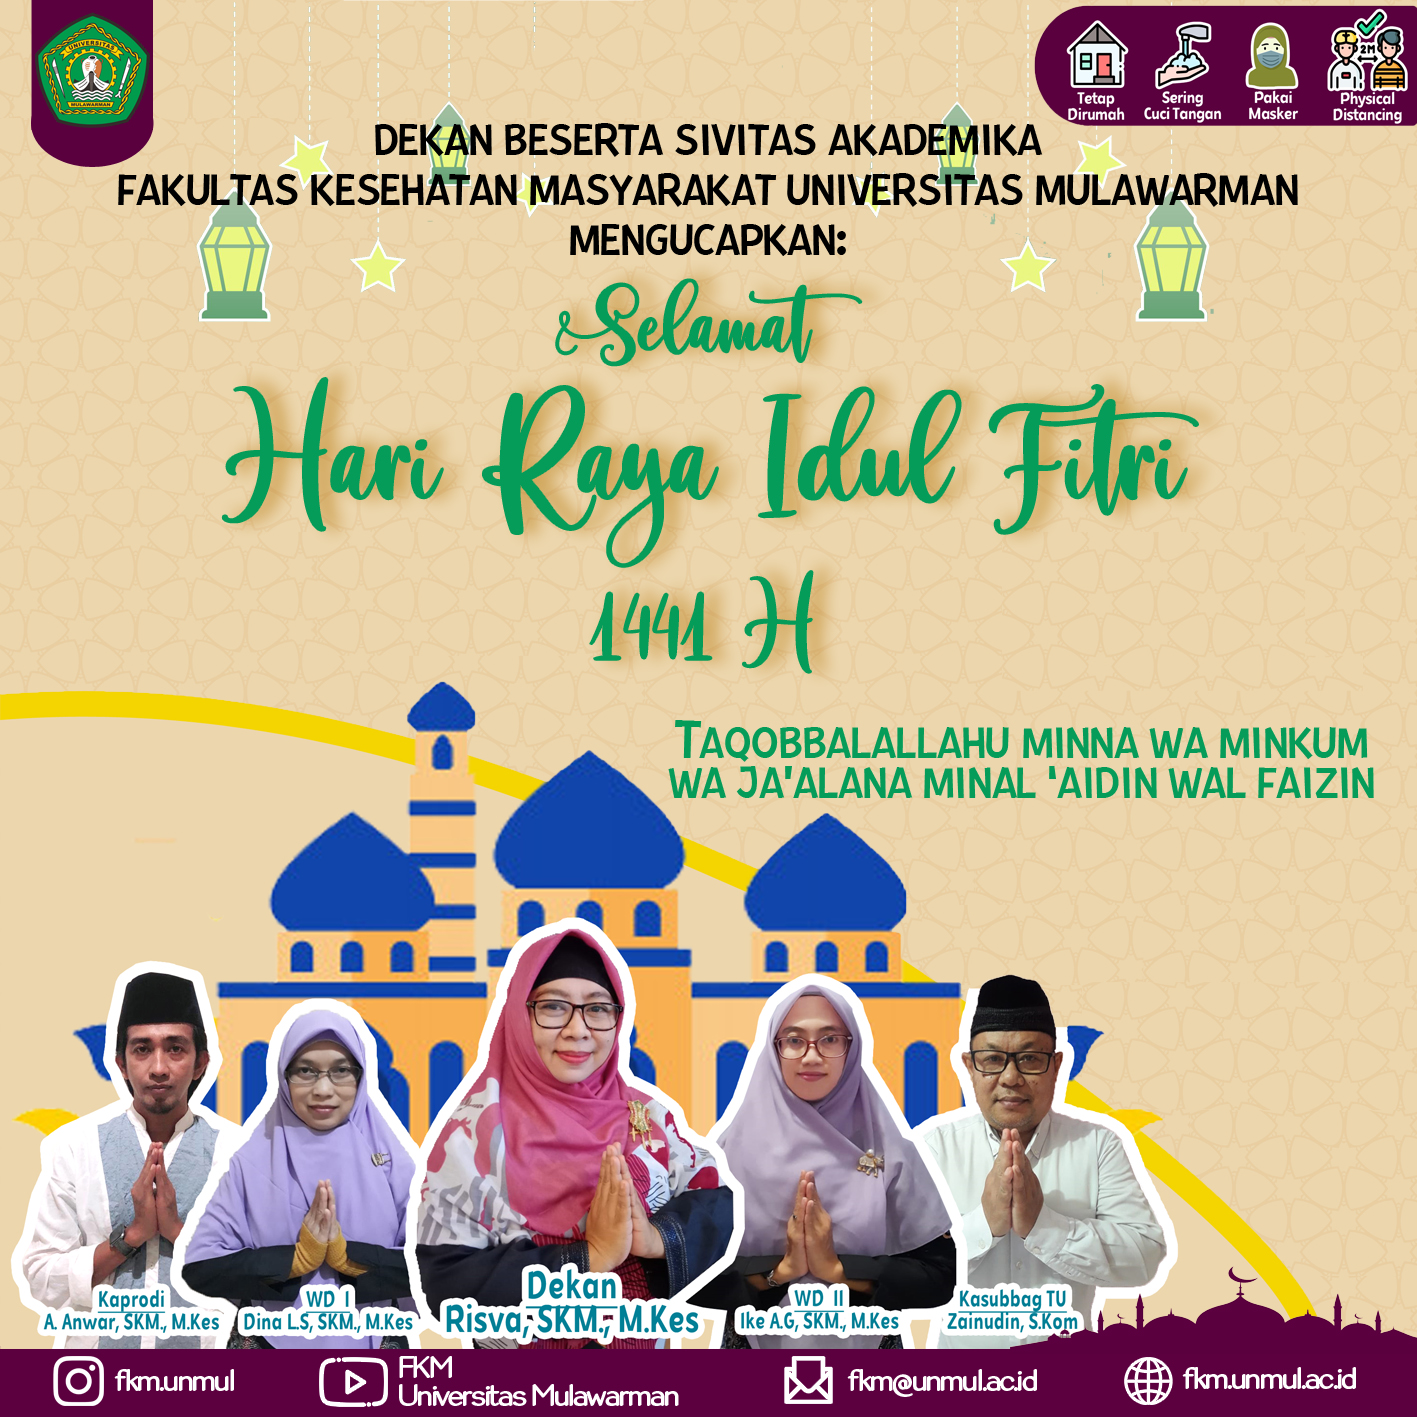 UNIVERSITAS
MULAWARMAN
Tetap
Dirumah
Sering
Cuci Tangan
Pakai
Masker
2M
Physical
Distancing
DEKAN BESERTA SIVITAS AKADEMIKA
FAKULTAS KESEHATAN MASYARAKAT UNIVERSITAS MULAWARMAN
MENGUCAPKAN:
Selamat
Hari Raya Idul Fitri
1441 H
TAQOBBALALLAHU MINNA WA MINKUM
WA JA'ALANA MINAL 'AIDIN WAL FAIZIN
Kaprodi
A. Anwar, SKM., M.Kes
WD I
Dina L.S, SKM., M.Kes
Dekan
Risva, SKM., M.Kes
WD II
Ike A.G, SKM., M.Kes
Kasubbag TU
Zainudin, S.Kom
fkm.unmul
FKM
Universitas Mulawarman
fkm@unmul.ac.id
fkm.unmul.ac.id